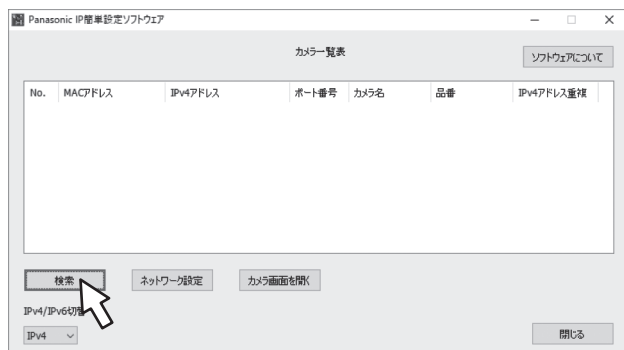 Panasonic IP簡単設定ソフトウェア
カメラ一覧表
ソフトウェアについて
No. MACアドレス IPv4アドレス ポート番号 カメラ名 品番 IPv4アドレス重複
検索 ネットワーク設定 カメラ画面を開く
IPv4/IPv6切替
IPv4 閉じる